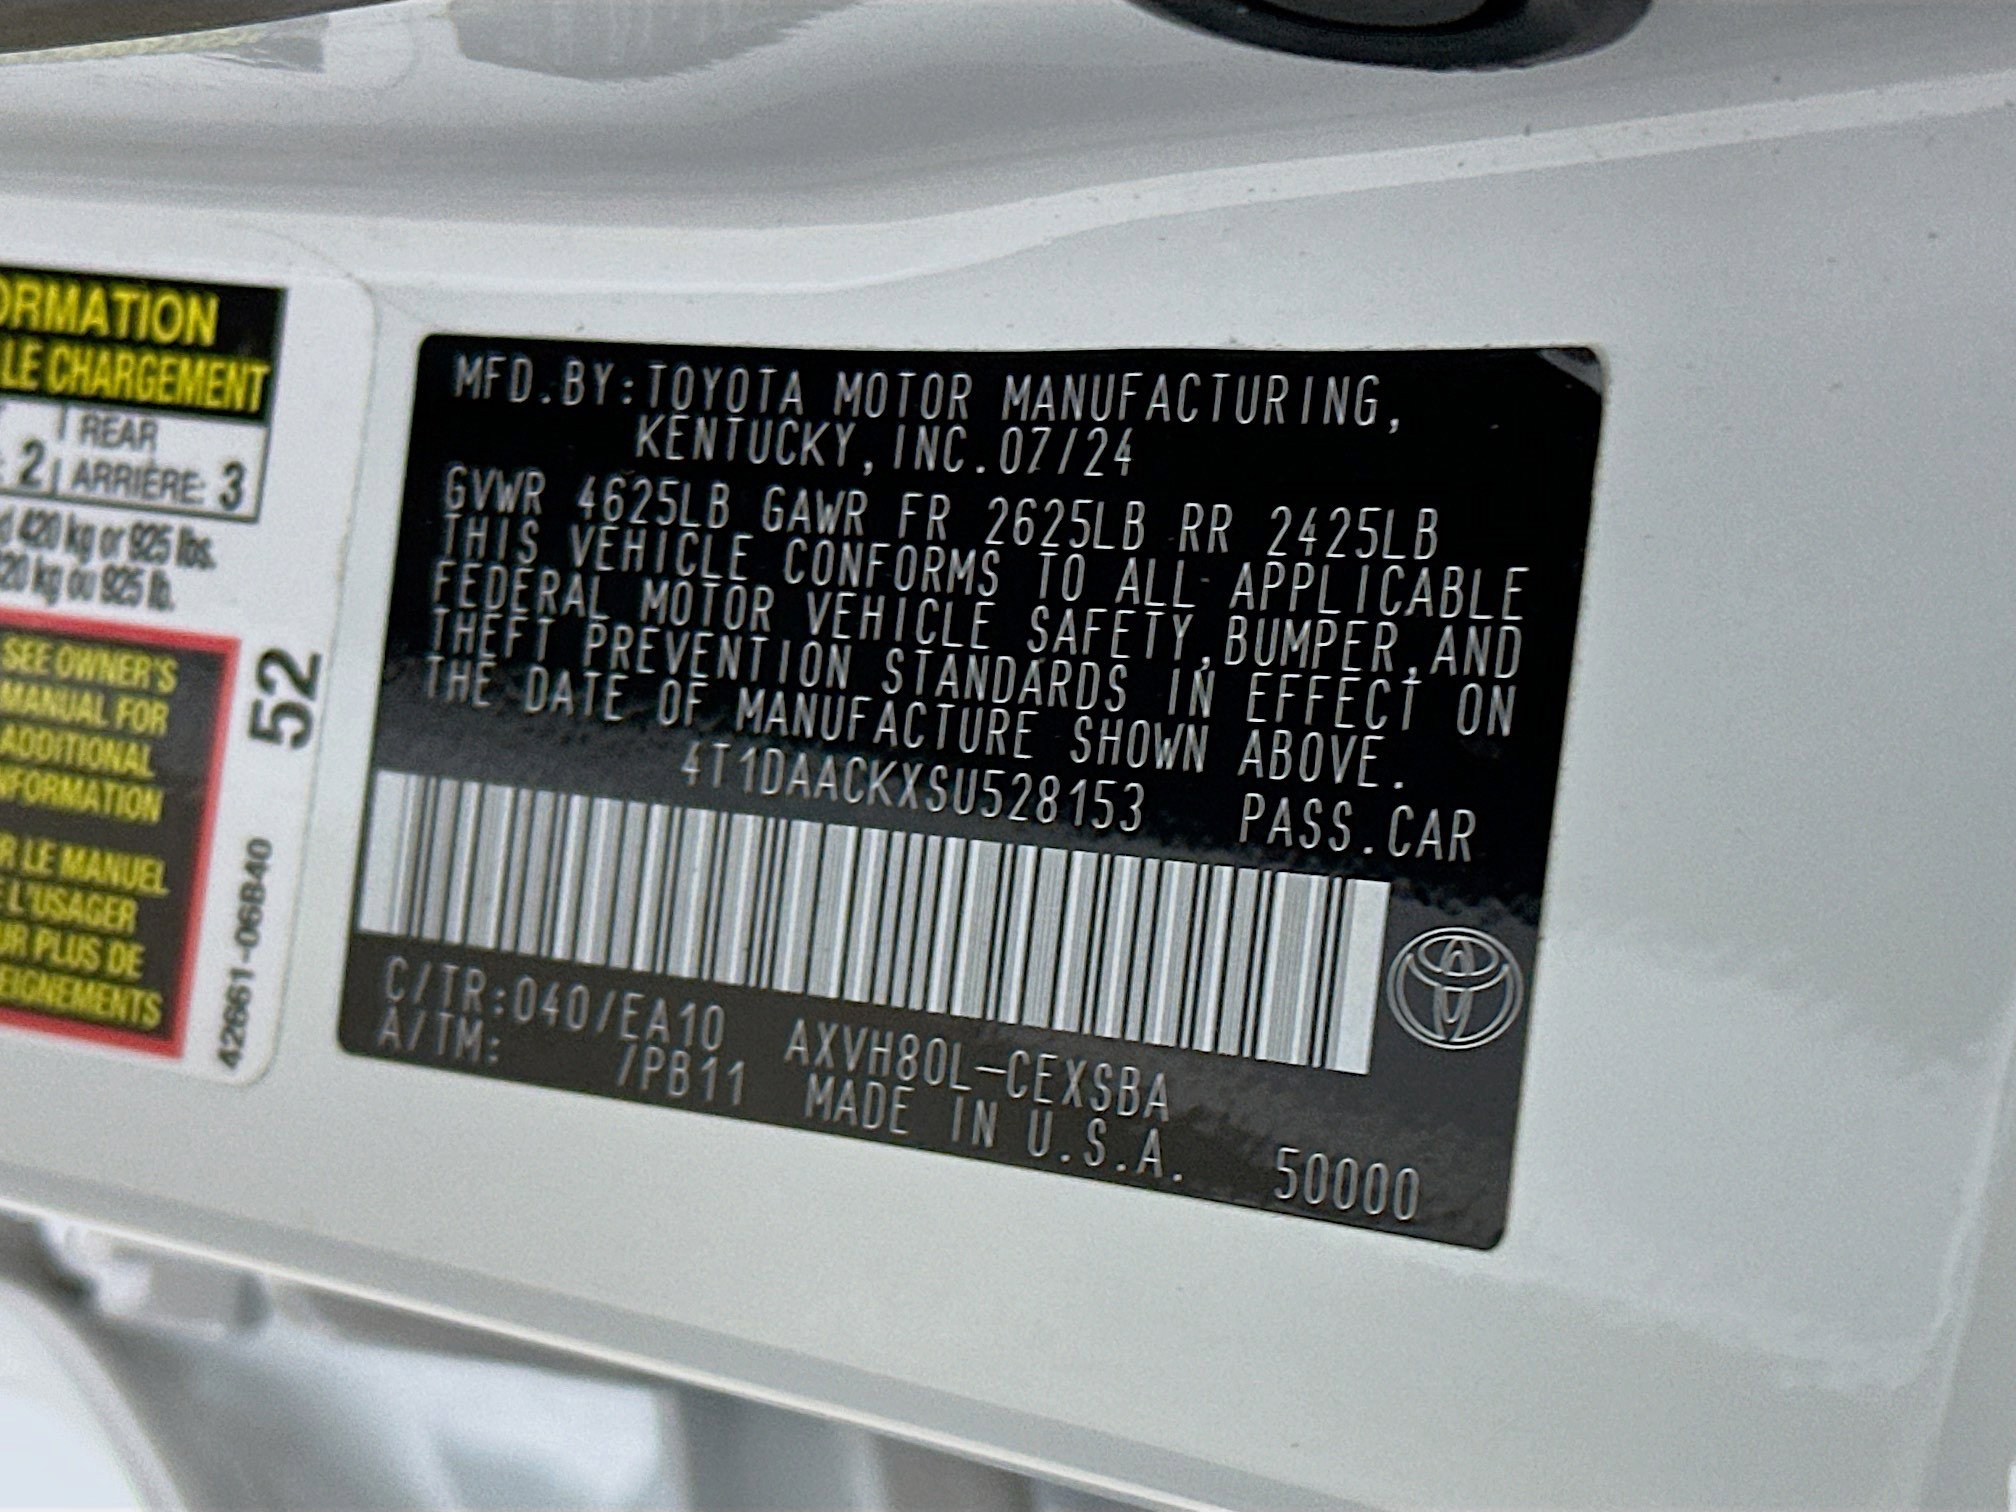 ORMATION
LE CHARGEMENT
REAR
2 ARRIÈRE: 3
420 kg or 925 lbs.
20 kg ou 925 lb.
SEE OWNER'S
MANUAL FOR
ADDITIONAL
NFORMATION
R LE MANUEL
E L'USAGER
UR PLUS DE
EIGNEMENTS
52
42661-06B40
MFD.BY:TOYOTA MOTOR MANUFACTURING,
KENTUCKY,INC.07/24
GVWR 4625LB GAWR FR 2625LB RR 2425LB
THIS VEHICLE CONFORMS TO ALL APPLICABLE
FEDERAL MOTOR VEHICLE SAFETY,BUMPER,AND
THEFT PREVENTION STANDARDS IN EFFECT ON
THE DATE OF MANUFACTURE SHOWN ABOVE.
4T1DAACKXSU528153 PASS.CAR
C/TR:040/EA10 AXVH80L-CEXSBA
A/TM: /PB11 MADE IN U.S.A. 50000